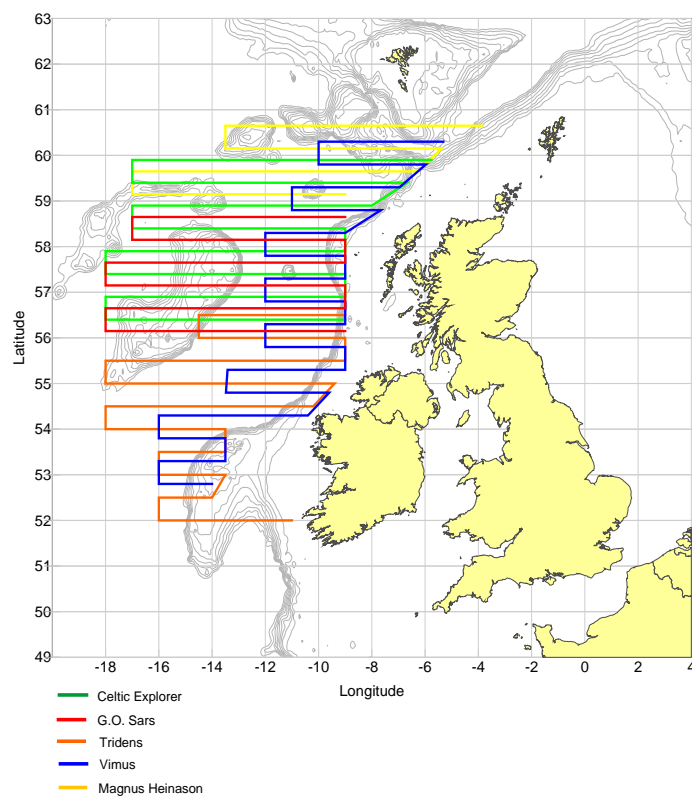 63
62
61
60
59
58
57
56
55
54
53
52
51
50
49
Latitude
-18 -16 -14 -12 -10 -8 -6 -4 -2 0 2 4
Longitude
Celtic Explorer
G.O. Sars
Tridens
Vimus
Magnus Heinason